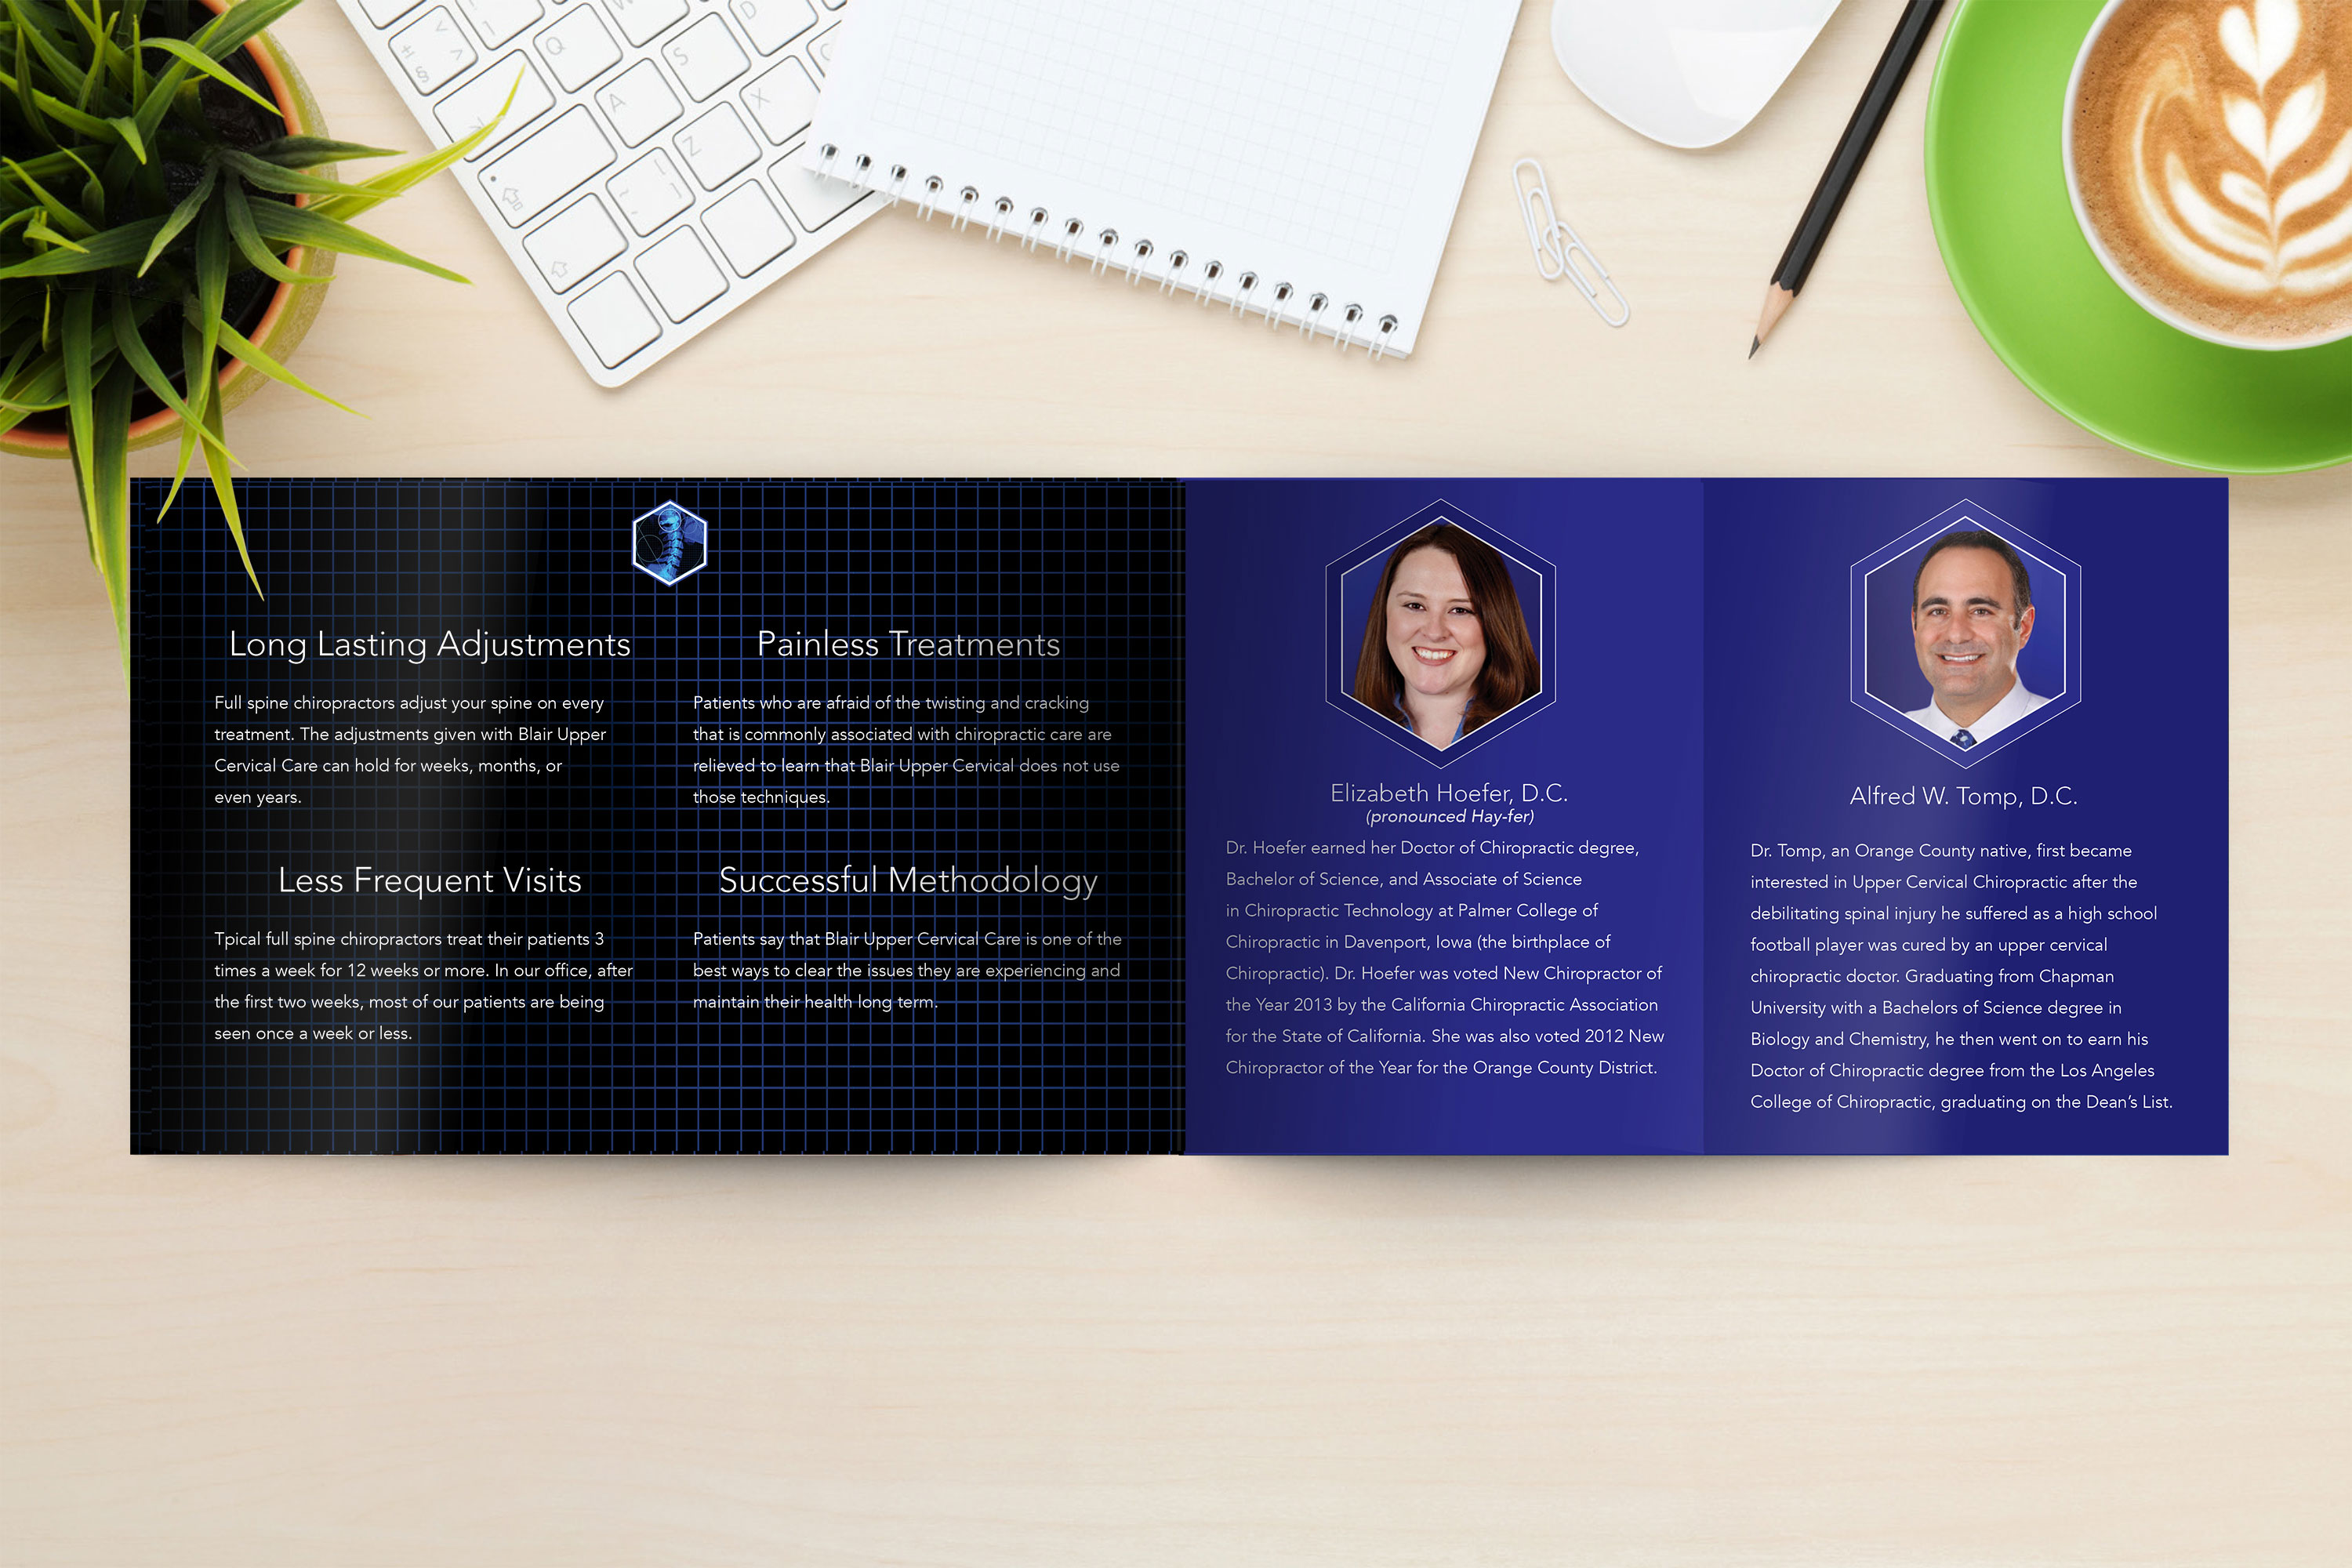 Q
W
D
A
S
Z
X
§
Long Lasting Adjustments
Full spine chiropractors adjust your spine on every
treatment. The adjustments given with Blair Upper
Cervical Care can hold for weeks, months, or
even years.
Less Frequent Visits
Tpical full spine chiropractors treat their patients 3
times a week for 12 weeks or more. In our office, after
the first two weeks, most of our patients are being
seen once a week or less.
Painless Treatments
Patients who are afraid of the twisting and cracking
that is commonly associated with chiropractic care are
relieved to learn that Blair Upper Cervical does not use
those techniques.
Successful Methodology
Patients say that Blair Upper Cervical Care is one of the
best ways to clear the issues they are experiencing and
maintain their health long term.
Elizabeth Hoefer, D.C.
(pronounced Hay-fer)
Dr. Hoefer earned her Doctor of Chiropractic degree,
Bachelor of Science, and Associate of Science
in Chiropractic Technology at Palmer College of
Chiropractic in Davenport, Iowa (the birthplace of
Chiropractic). Dr. Hoefer was voted New Chiropractor of
the Year 2013 by the California Chiropractic Association
for the State of California. She was also voted 2012 New
Chiropractor of the Year for the Orange County District.
Alfred W. Tomp, D.C.
Dr. Tomp, an Orange County native, first became
interested in Upper Cervical Chiropractic after the
debilitating spinal injury he suffered as a high school
football player was cured by an upper cervical
chiropractic doctor. Graduating from Chapman
University with a Bachelors of Science degree in
Biology and Chemistry, he then went on to earn his
Doctor of Chiropractic degree from the Los Angeles
College of Chiropractic, graduating on the Dean's List.